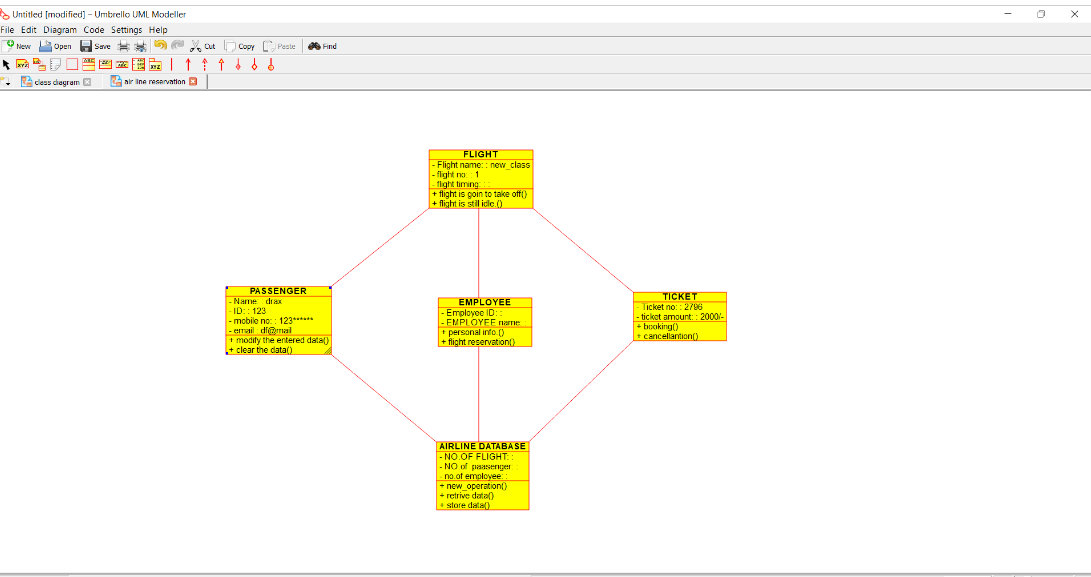 Untitled [modified] – Umbrello UML Modeller
File Edit Diagram Code Settings Help
New Open Save Cut Copy Paste Find
class diagram air line reservation
FLIGHT
- Flight name: : new_class
- flight no: : 1
- flight timing: :
+ flight is goin to take off()
+ flight is still idle.()
PASSENGER
- Name: : drax
- ID: : 123
- mobile no: : 123******
- email : df@mail
+ modify the entered data()
+ clear the data()
EMPLOYEE
- Employee ID: :
- EMPLOYEE name: :
+ personal info.()
+ flight reservation()
TICKET
- Ticket no: : 2796
- ticket amount: : 2000/-
+ booking()
+ cancellantion()
AIRLINE DATABASE
- NO.OF FLIGHT: :
- NO of paasenger: :
- no.of employee: :
+ new_operation()
+ retrive data()
+ store data()